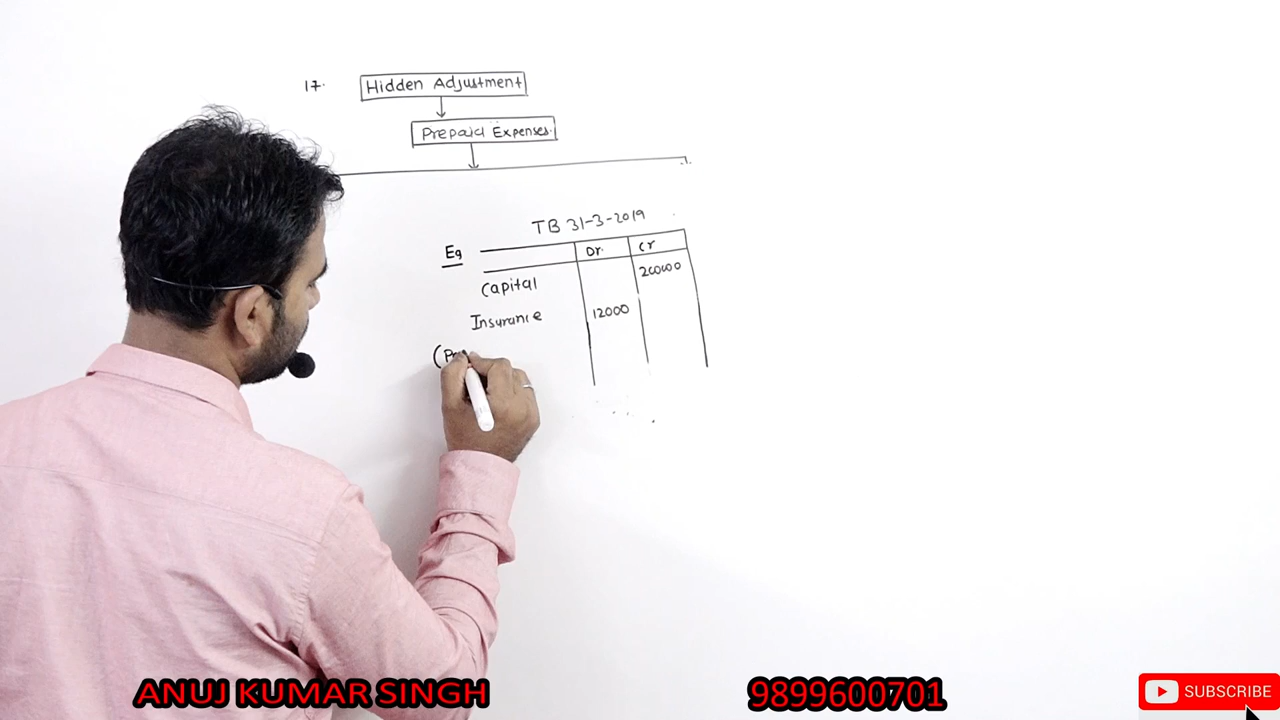 17. Hidden Adjustment
Prepaid Expenses.
TB 31-3-2019
Eg Dr. Cr
Capital 200000
Insurance 12000
ANUJ KUMAR SINGH 9899600701 SUBSCRIBE